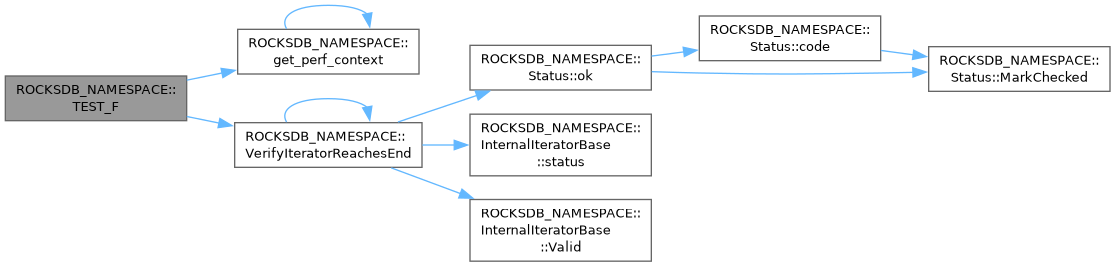 ROCKSDB_NAMESPACE::
TEST_F
ROCKSDB_NAMESPACE::
get_perf_context
ROCKSDB_NAMESPACE::
VerifyIteratorReachesEnd
ROCKSDB_NAMESPACE::
Status::ok
ROCKSDB_NAMESPACE::
InternalIteratorBase
::status
ROCKSDB_NAMESPACE::
InternalIteratorBase
::Valid
ROCKSDB_NAMESPACE::
Status::code
ROCKSDB_NAMESPACE::
Status::MarkChecked